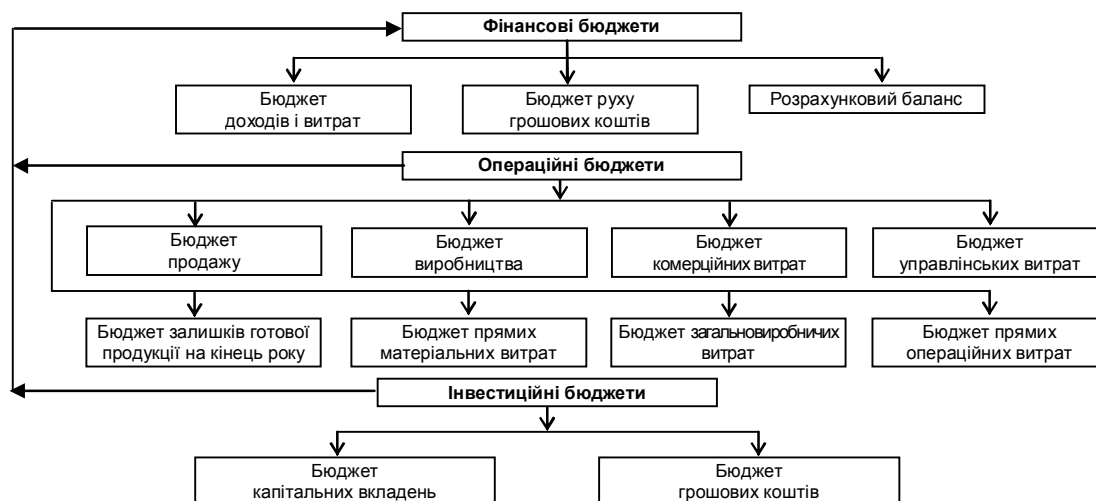 Фінансові бюджети
Бюджет
доходів і витрат
Бюджет руху
грошових коштів
Розрахунковий баланс
Операційні бюджети
Бюджет
продажу
Бюджет
виробництва
Бюджет
комерційних витрат
Бюджет
управлінських витрат
Бюджет залишків готової
продукції на кінець року
Бюджет прямих
матеріальних витрат
Бюджет загальновиробничих
витрат
Бюджет прямих
операційних витрат
Інвестиційні бюджети
Бюджет
капітальних вкладень
Бюджет
грошових коштів